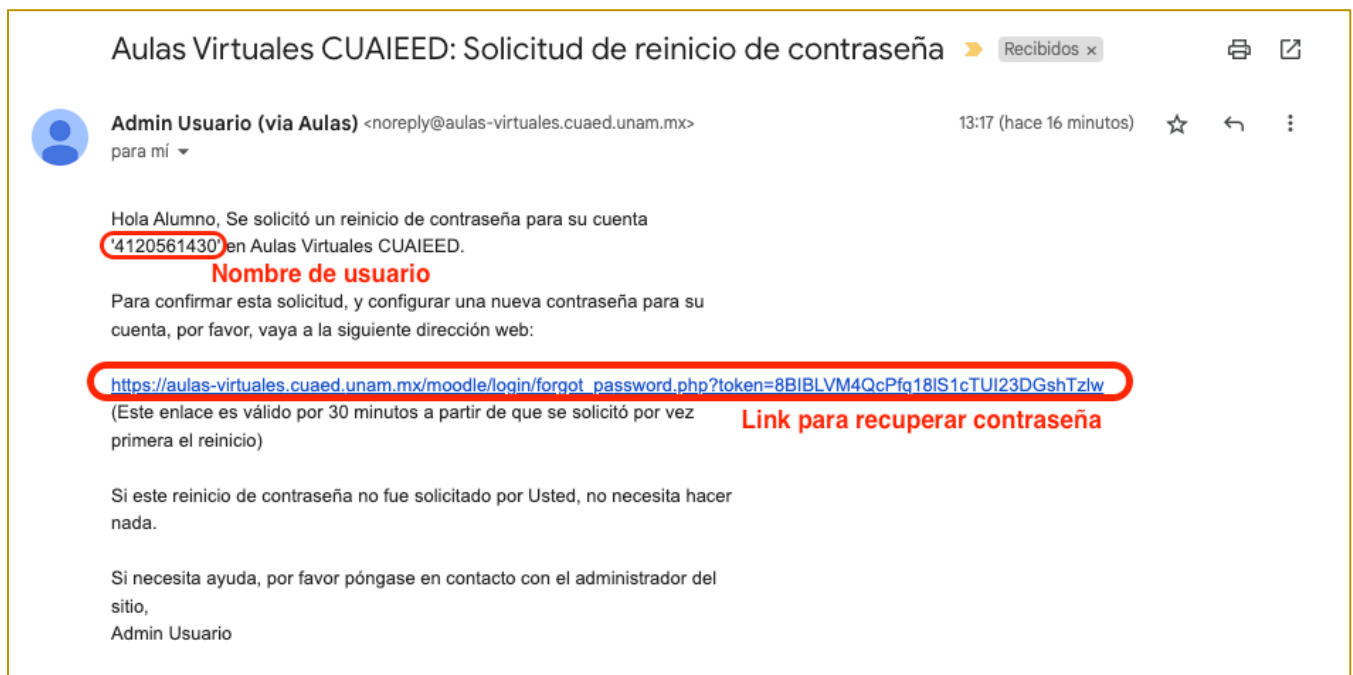 Aulas Virtuales CUAIEED: Solicitud de reinicio de contraseña Recibidos x
Admin Usuario (via Aulas) <noreply@aulas-virtuales.cuaed.unam.mx> 13:17 (hace 16 minutos)
para mí
Hola Alumno, Se solicitó un reinicio de contraseña para su cuenta
'4120561430' en Aulas Virtuales CUAIEED.
Nombre de usuario
Para confirmar esta solicitud, y configurar una nueva contraseña para su
cuenta, por favor, vaya a la siguiente dirección web:
https://aulas-virtuales.cuaed.unam.mx/moodle/login/forgot_password.php?token=8BIBLVM4QcPfq18lS1cTUI23DGshTzlw
(Este enlace es válido por 30 minutos a partir de que se solicitó por vez
Link para recuperar contraseña
primera el reinicio)
Si este reinicio de contraseña no fue solicitado por Usted, no necesita hacer
nada.
Si necesita ayuda, por favor póngase en contacto con el administrador del
sitio,
Admin Usuario